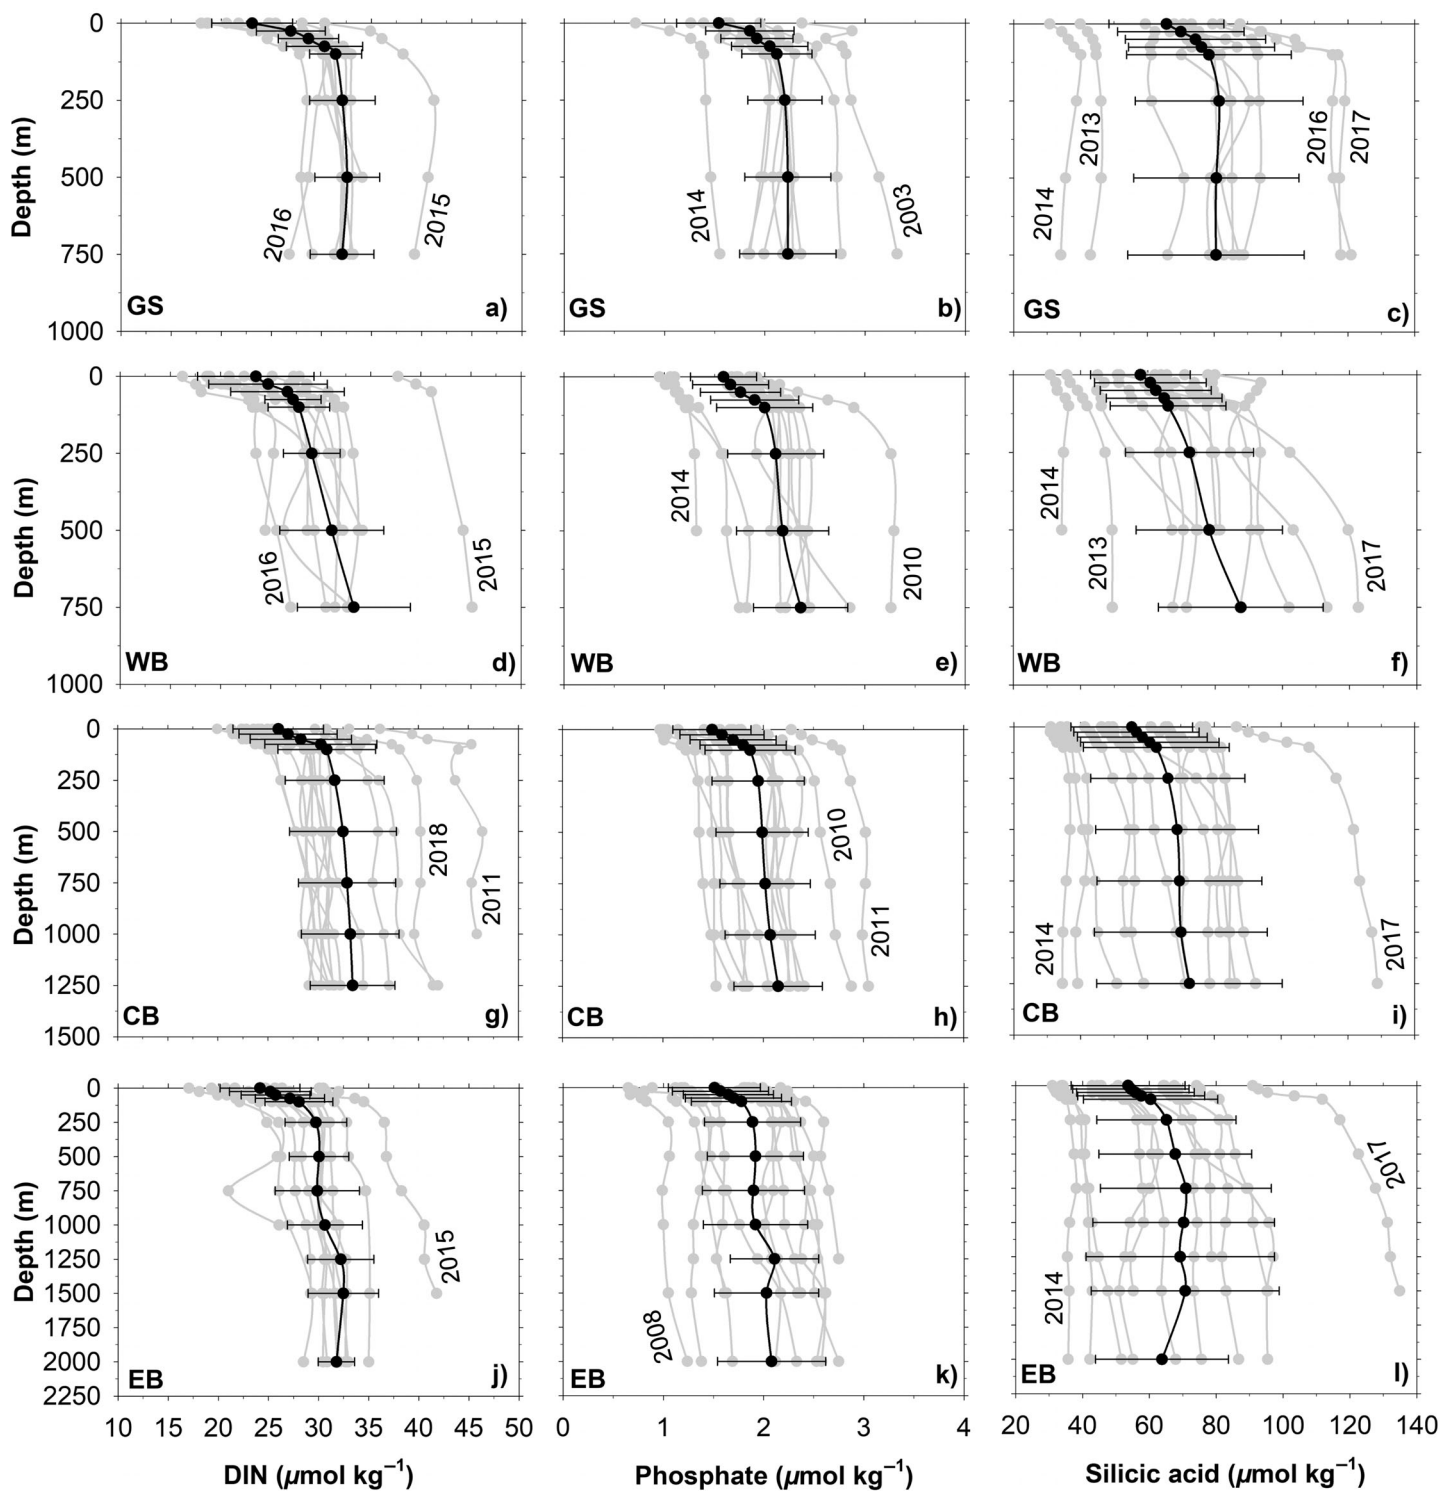 0
250
500
750
1000
Depth (m)
2016
2015
GS
a)
2014
2003
GS
b)
2014
2013
2016
2017
GS
c)
0
250
500
750
1000
Depth (m)
2016
2015
WB
d)
2014
2010
WB
e)
2014
2013
2017
WB
f)
0
250
500
750
1000
1250
1500
Depth (m)
2018
2011
CB
g)
2010
2011
CB
h)
2014
2017
CB
i)
0
250
500
750
1000
1250
1500
1750
2000
2250
Depth (m)
2015
EB
j)
2008
EB
k)
2014
2017
EB
l)
10 15 20 25 30 35 40 45 50
0 1 2 3 4
20 40 60 80 100 120 140
DIN (µmol kg⁻¹)
Phosphate (µmol kg⁻¹)
Silicic acid (µmol kg⁻¹)